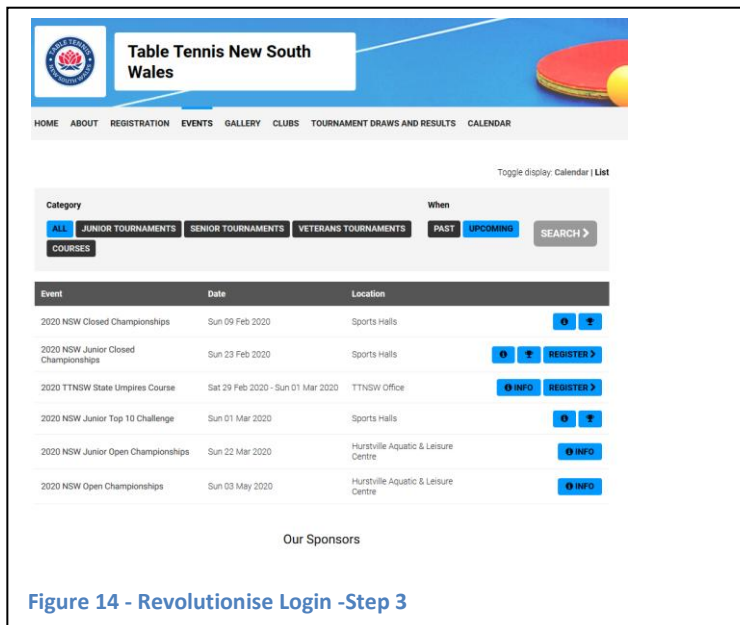 TABLE TENNIS
NEW SOUTH WALES
Table Tennis New South
Wales
HOME ABOUT REGISTRATION EVENTS GALLERY CLUBS TOURNAMENT DRAWS AND RESULTS CALENDAR
Toggle display: Calendar | List
Category When
ALL JUNIOR TOURNAMENTS SENIOR TOURNAMENTS VETERANS TOURNAMENTS PAST UPCOMING SEARCH
COURSES
Event Date Location
2020 NSW Closed Championships Sun 09 Feb 2020 Sports Halls
2020 NSW Junior Closed
Championships Sun 23 Feb 2020 Sports Halls REGISTER
2020 TTNSW State Umpires Course Sat 29 Feb 2020 - Sun 01 Mar 2020 TTNSW Office INFO REGISTER
2020 NSW Junior Top 10 Challenge Sun 01 Mar 2020 Sports Halls
2020 NSW Junior Open Championships Sun 22 Mar 2020 Hurstville Aquatic & Leisure
Centre INFO
2020 NSW Open Championships Sun 03 May 2020 Hurstville Aquatic & Leisure
Centre INFO
Our Sponsors
Figure 14 - Revolutionise Login -Step 3